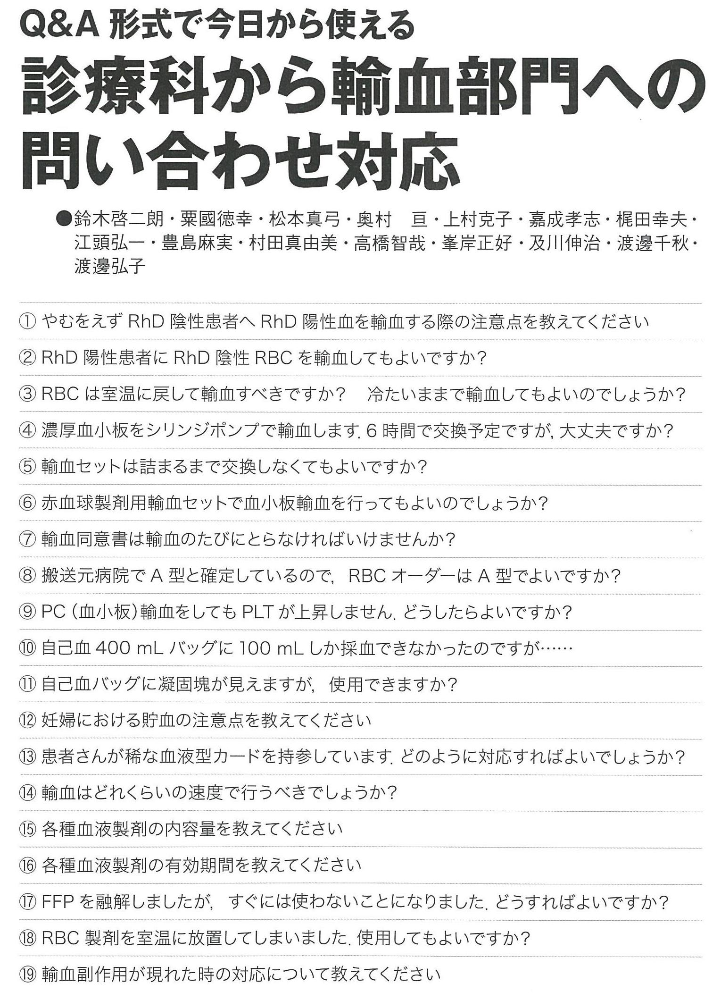 Q&A 形式で今日から使える
診療科から輸血部門への
問い合わせ対応
●鈴木啓二朗・粟國徳幸・松本真弓・奥村　亘・上村克子・嘉成孝志・梶田幸夫・
江頭弘一・豊島麻実・村田真由美・高橋智哉・峯岸正好・及川伸治・渡邊千秋・
渡邊弘子
① やむをえず RhD 陰性患者へ RhD 陽性血を輸血する際の注意点を教えてください
② RhD 陽性患者に RhD 陰性 RBC を輸血してもよいですか?
③ RBC は室温に戻して輸血すべきですか?　冷たいままで輸血してもよいのでしょうか?
④ 濃厚血小板をシリンジポンプで輸血します．6 時間で交換予定ですが，大丈夫ですか?
⑤ 輸血セットは詰まるまで交換しなくてもよいですか?
⑥ 赤血球製剤用輸血セットで血小板輸血を行ってもよいのでしょうか?
⑦ 輸血同意書は輸血のたびにとらなければいけませんか?
⑧ 搬送元病院で A 型と確定しているので，RBC オーダーは A 型でよいですか?
⑨ PC（血小板）輸血をしても PLT が上昇しません．どうしたらよいですか?
⑩ 自己血 400 mL バッグに 100 mL しか採血できなかったのですが……
⑪ 自己血バッグに凝固塊が見えますが，使用できますか?
⑫ 妊婦における貯血の注意点を教えてください
⑬ 患者さんが稀な血液型カードを持参しています．どのように対応すればよいでしょうか?
⑭ 輸血はどれくらいの速度で行うべきでしょうか?
⑮ 各種血液製剤の内容量を教えてください
⑯ 各種血液製剤の有効期間を教えてください
⑰ FFP を融解しましたが，すぐには使わないことになりました．どうすればよいですか?
⑱ RBC 製剤を室温に放置してしまいました．使用してもよいですか?
⑲ 輸血副作用が現れた時の対応について教えてください